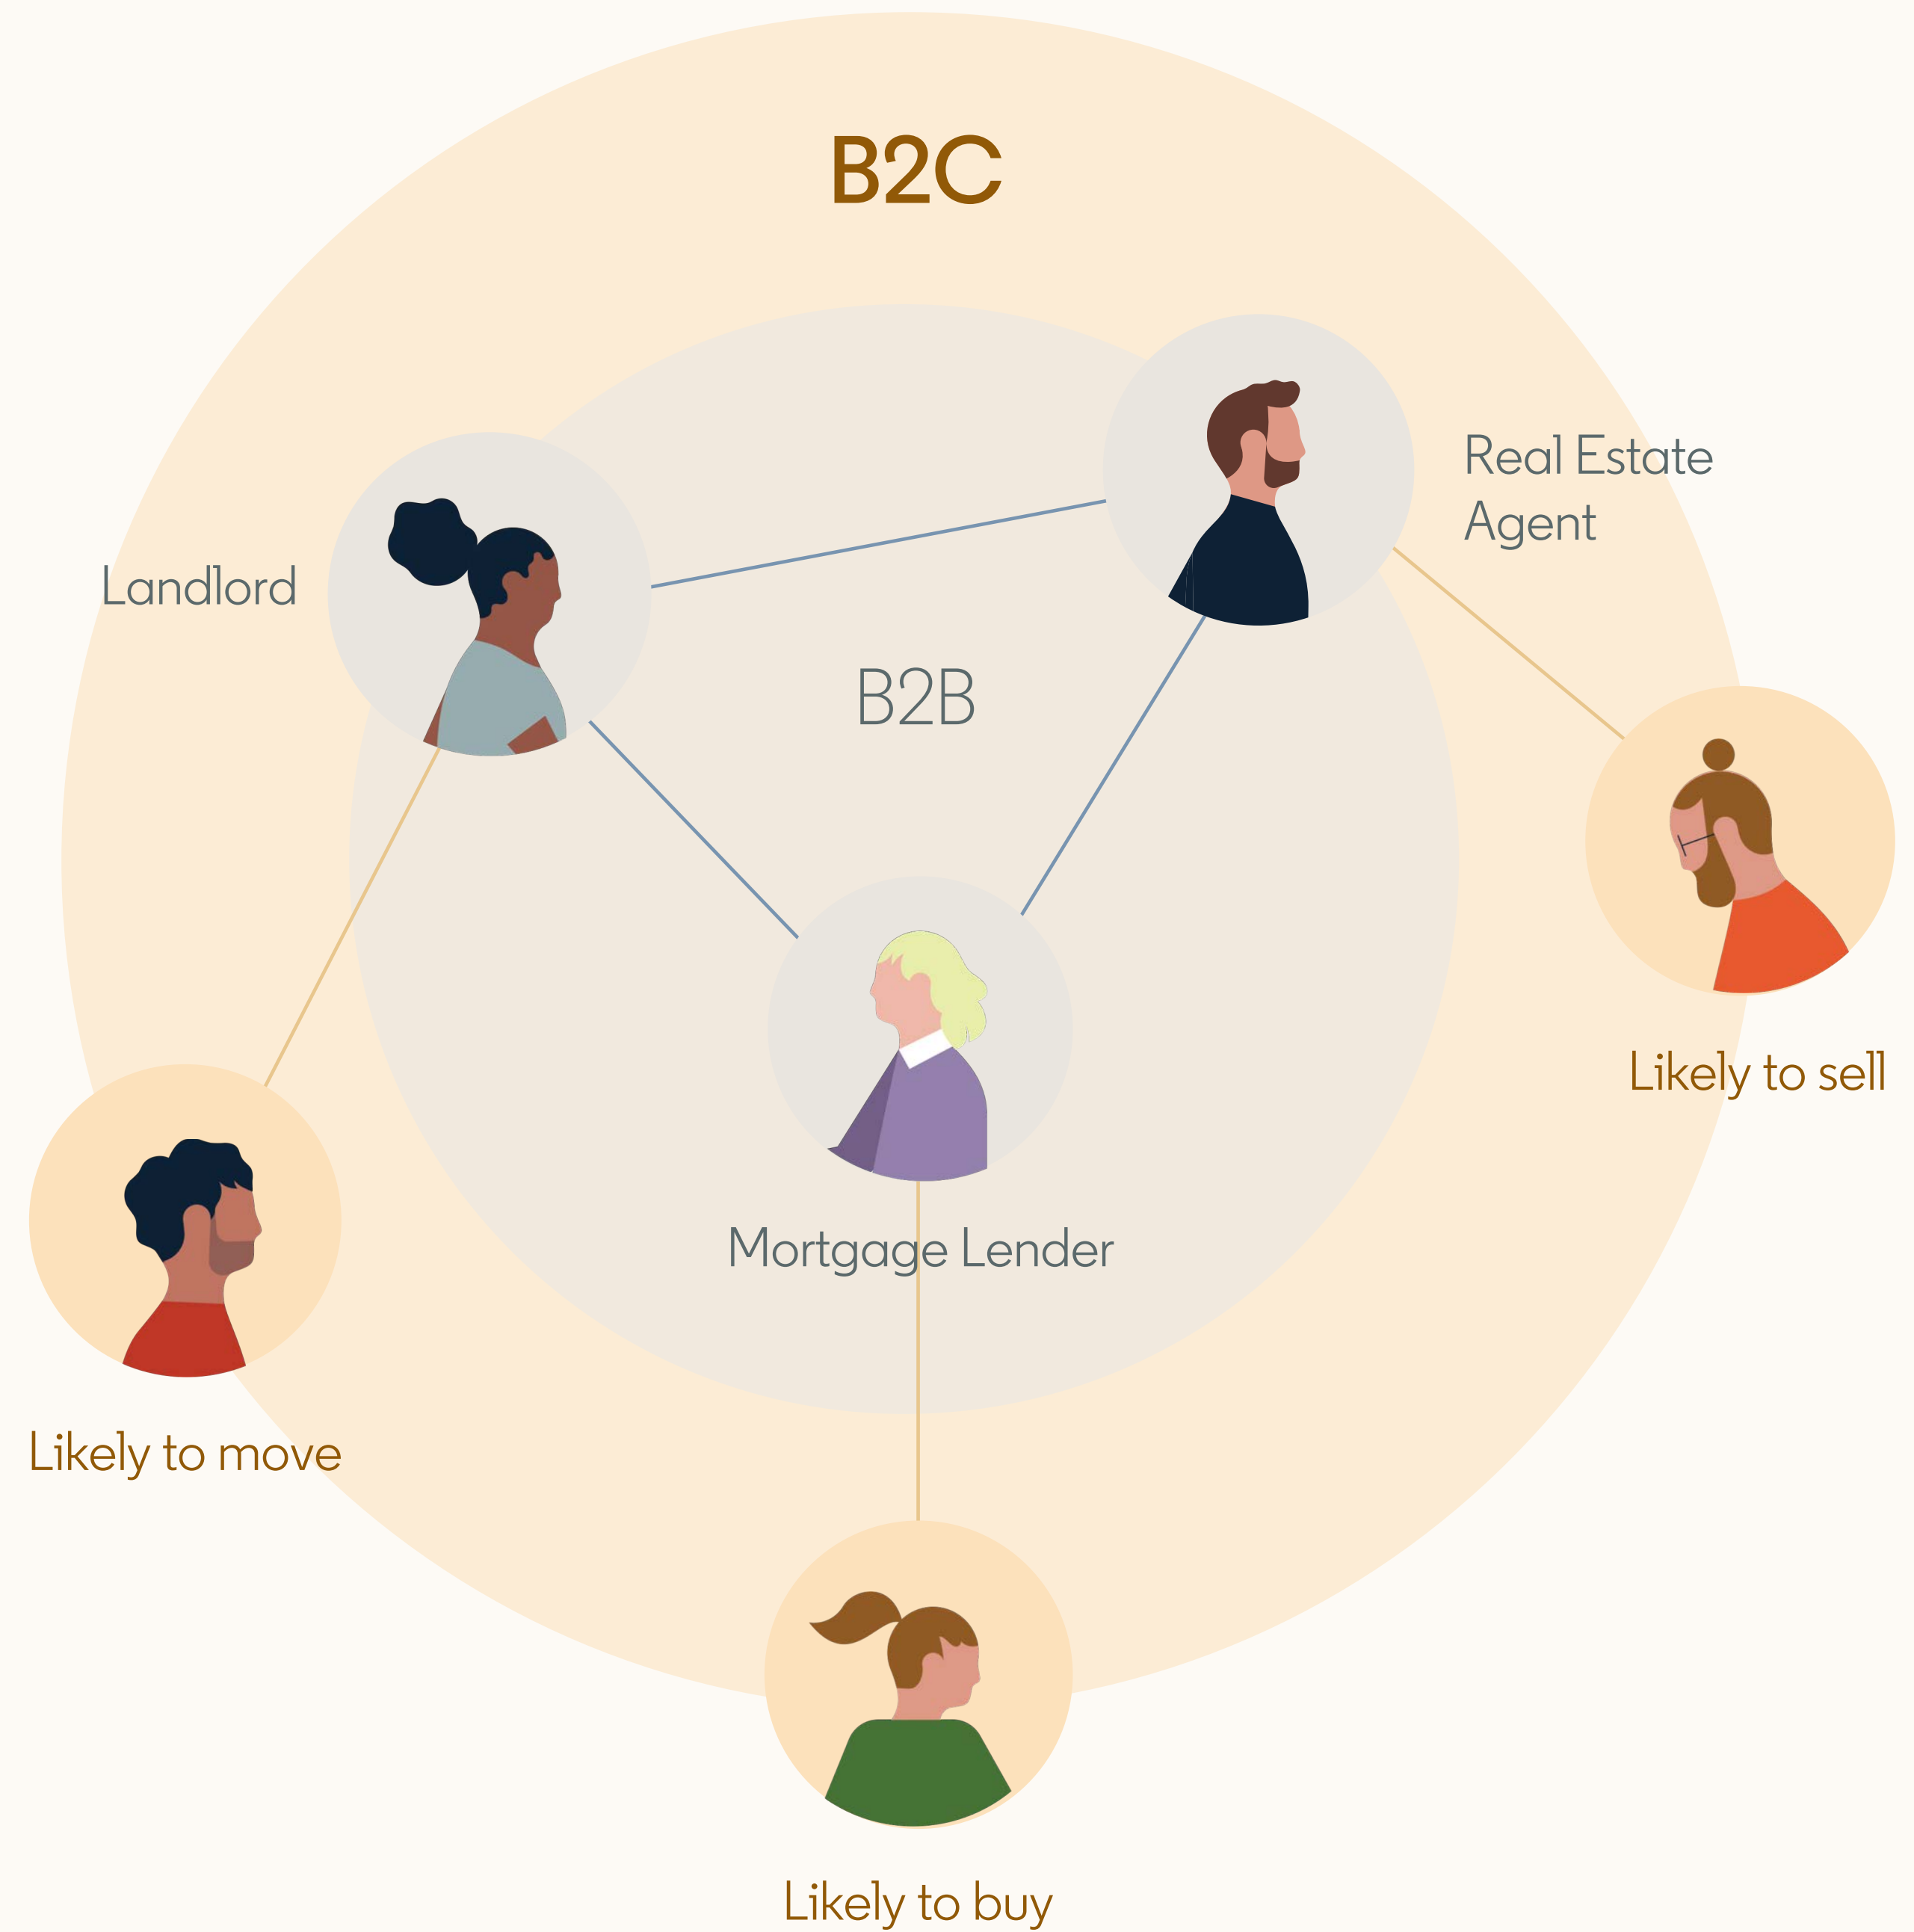 B2C
Real Estate
Agent
Landlord
B2B
Likely to sell
Mortgage Lender
Likely to move
Likely to buy